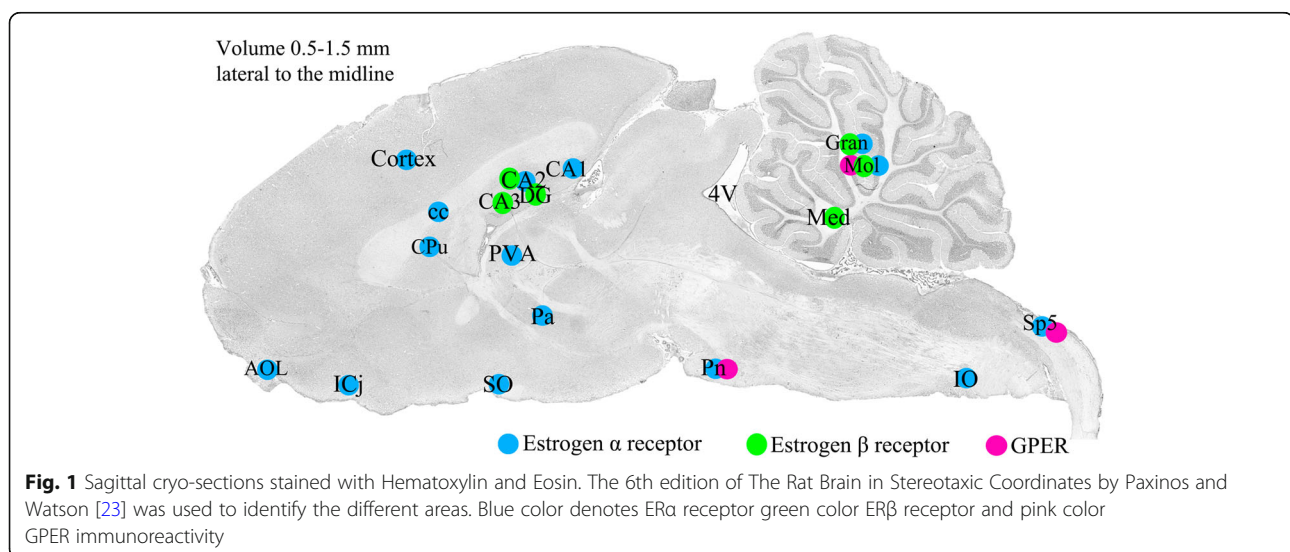 Volume 0.5-1.5 mm
lateral to the midline
Cortex
CA1
CA2
DG
CA3
cc
CPu
PVA
Pa
AOL
ICj
SO
4V
Gran
Mol
Med
Sp5
Pn
IO
Estrogen α receptor
Estrogen β receptor
GPER
Fig. 1 Sagittal cryo-sections stained with Hematoxylin and Eosin. The 6th edition of The Rat Brain in Stereotaxic Coordinates by Paxinos and
Watson [23] was used to identify the different areas. Blue color denotes ERα receptor green color ERβ receptor and pink color
GPER immunoreactivity